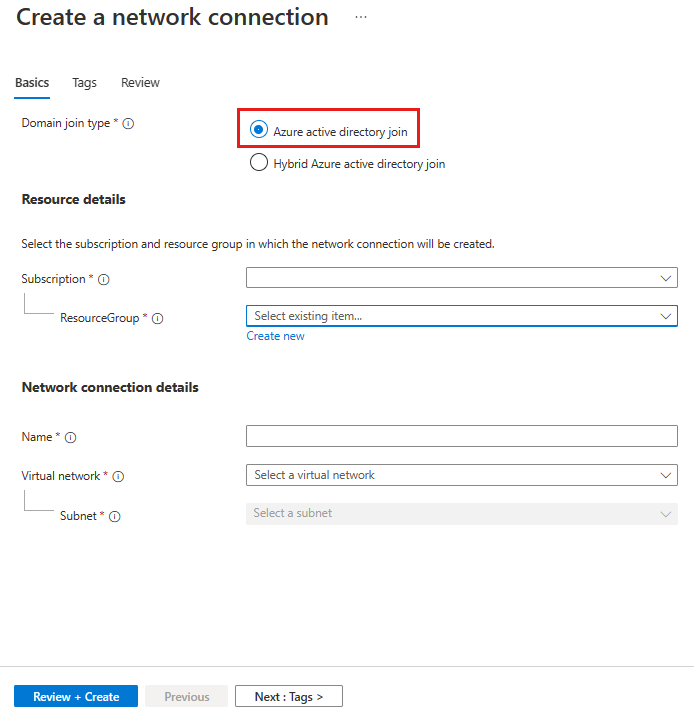 Create a network connection ...
Basics Tags Review
Domain join type *
Azure active directory join
Hybrid Azure active directory join
Resource details
Select the subscription and resource group in which the network connection will be created.
Subscription *
ResourceGroup * Select existing item...
Create new
Network connection details
Name *
Virtual network * Select a virtual network
Subnet * Select a subnet
Review + Create Previous Next : Tags >